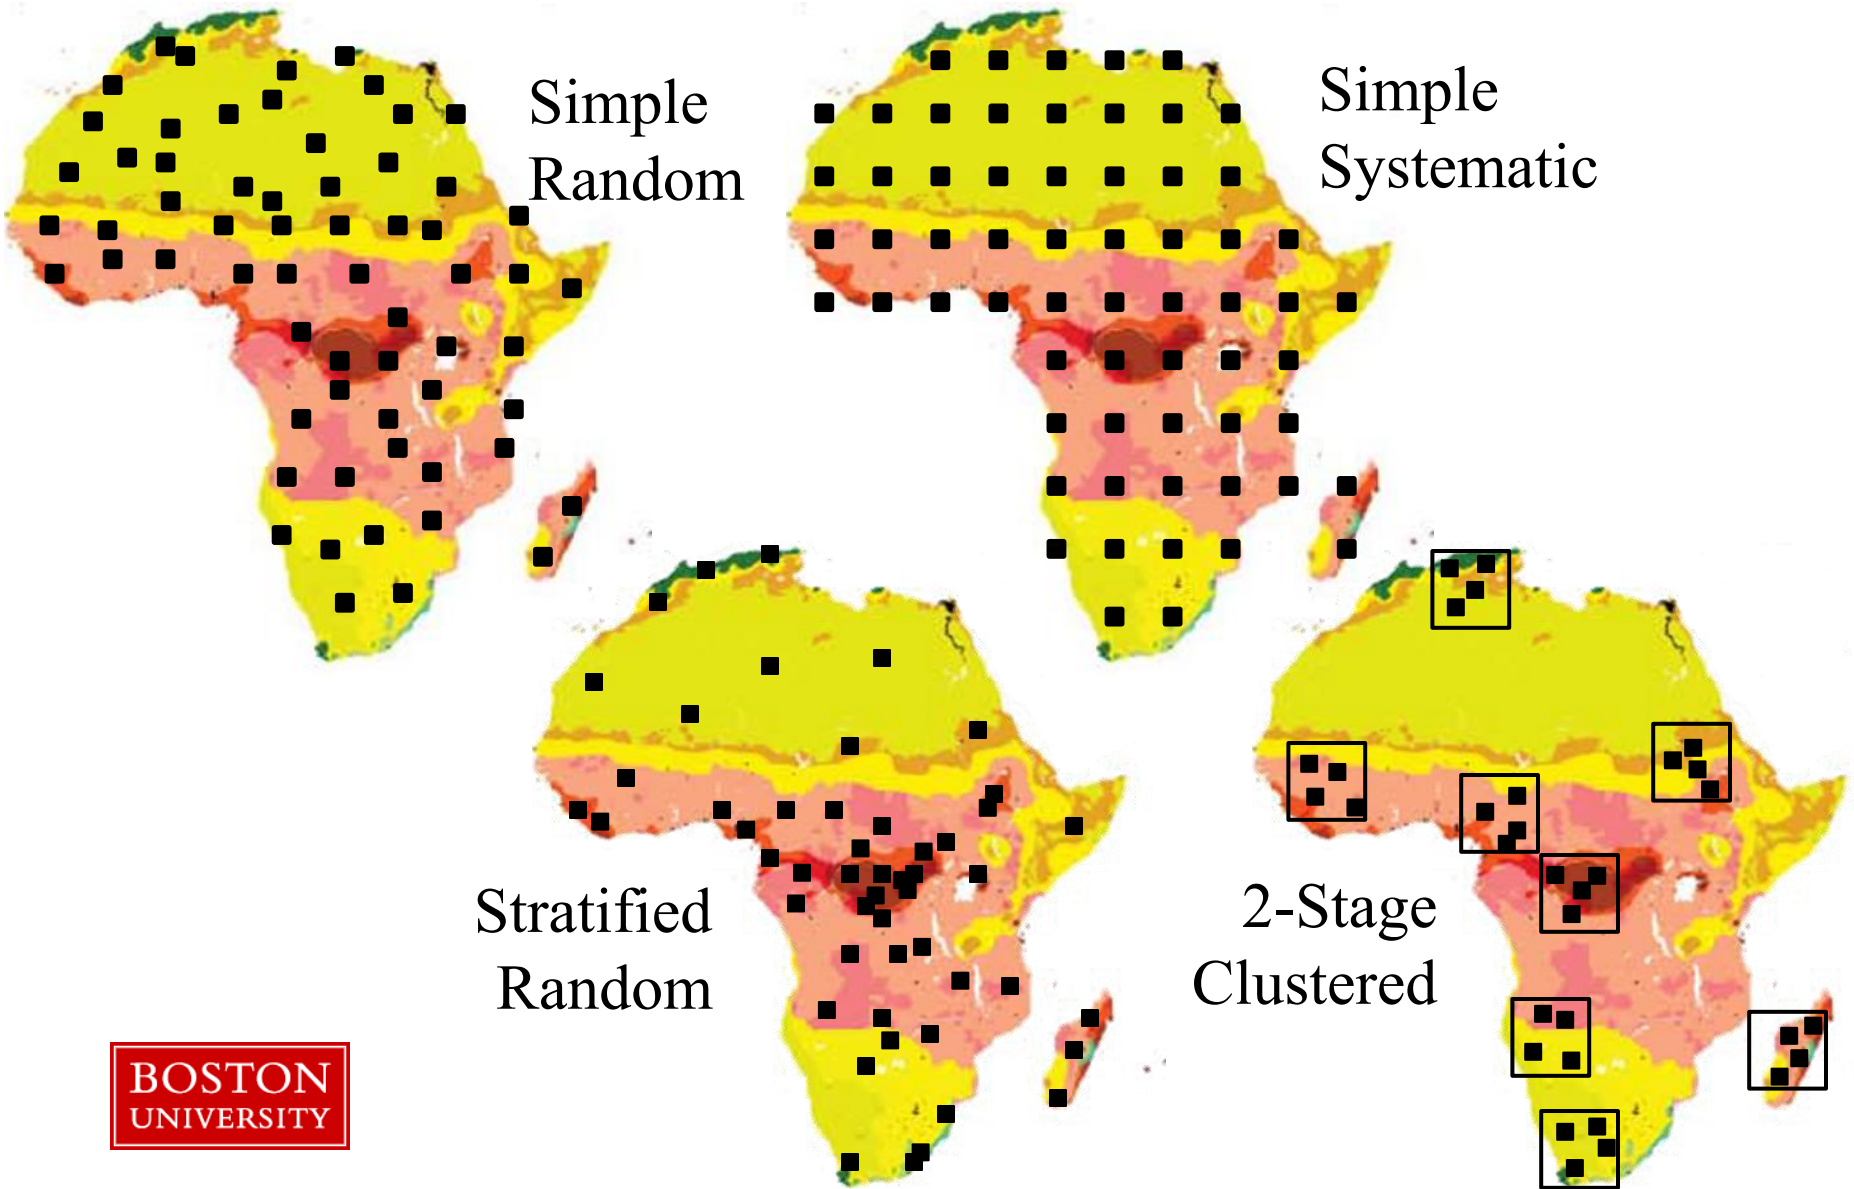 Simple
Random
Simple
Systematic
Stratified
Random
2-Stage
Clustered
BOSTON
UNIVERSITY